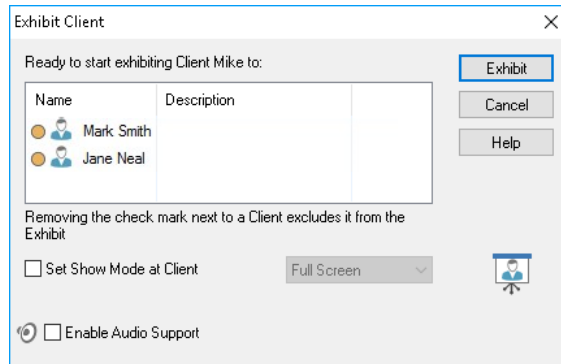 Exhibit Client
Ready to start exhibiting Client Mike to:
Exhibit
Name Description
Cancel
Mark Smith
Help
Jane Neal
Removing the check mark next to a Client excludes it from the
Exhibit
Set Show Mode at Client Full Screen
Enable Audio Support